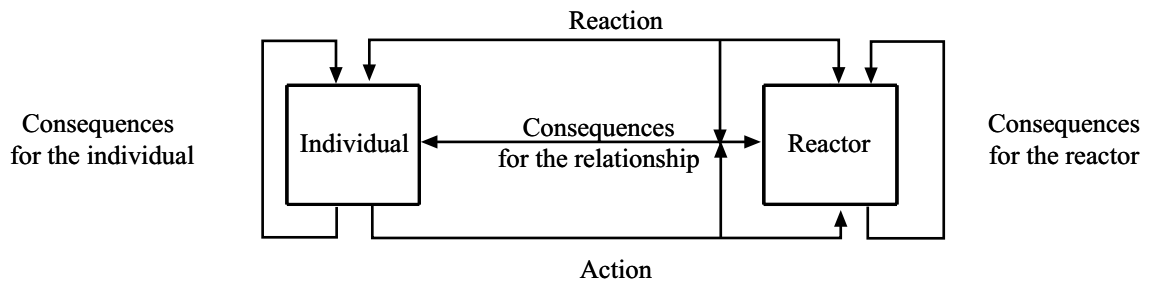 Reaction
Consequences
for the individual
Individual
Consequences
for the relationship
Reactor
Consequences
for the reactor
Action